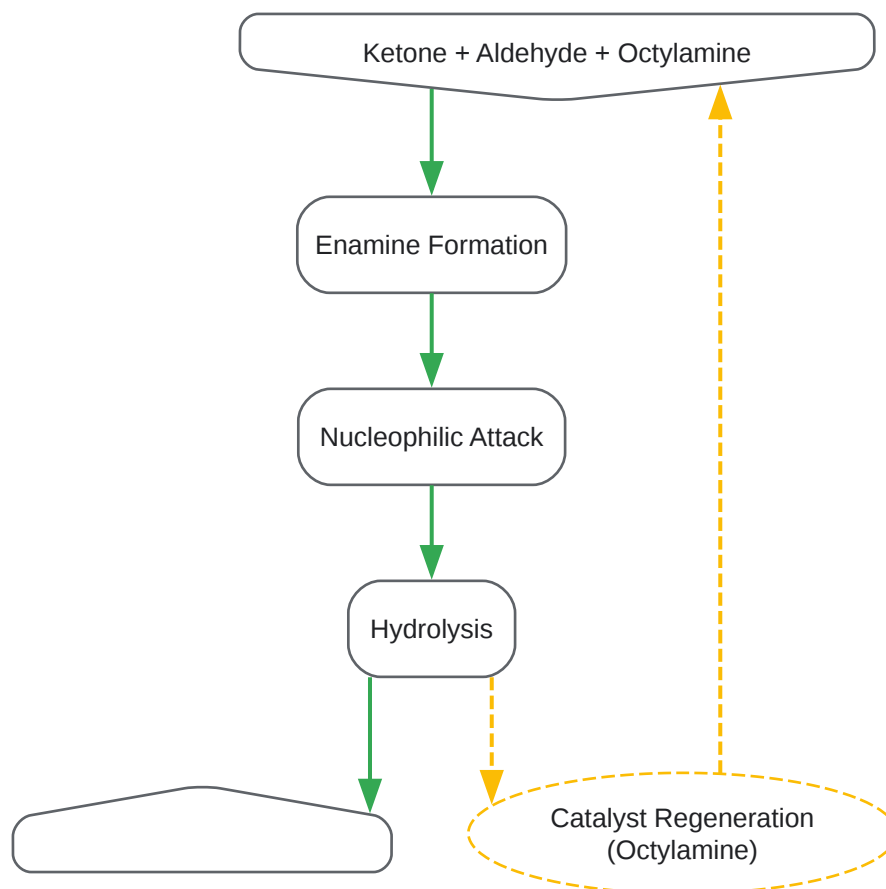 Ketone + Aldehyde + Octylamine
Enamine Formation
Nucleophilic Attack
Hydrolysis
Catalyst Regeneration
(Octylamine)